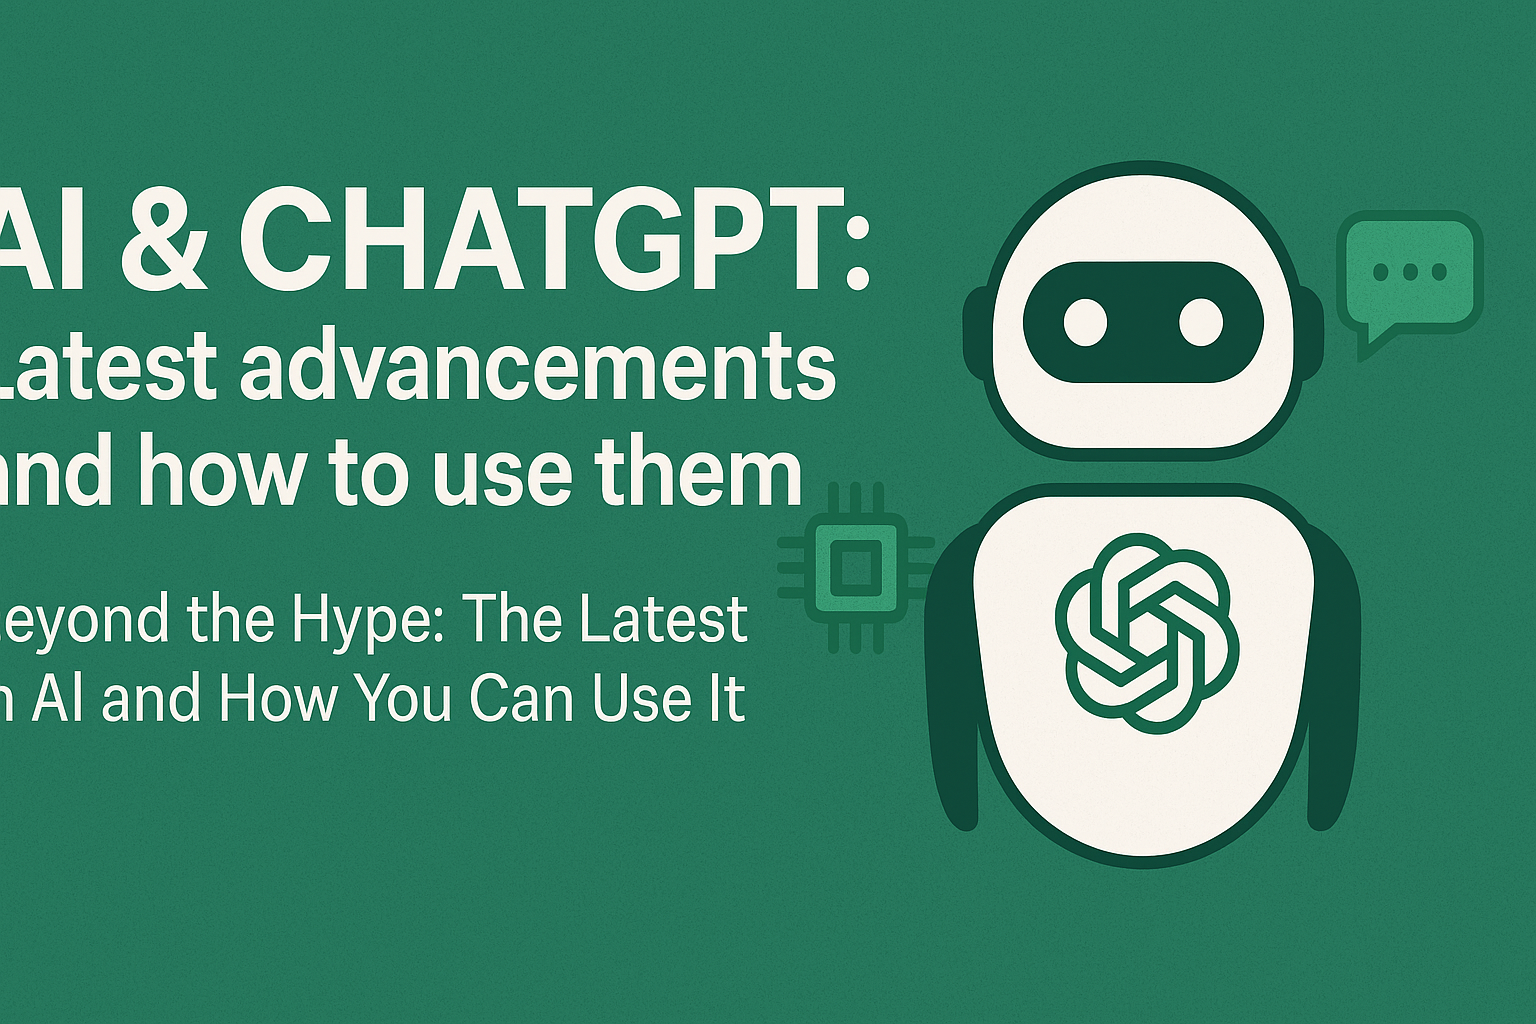 AI & CHATGPT:
Latest advancements
and how to use them
eyond the Hype: The Latest
n AI and How You Can Use It